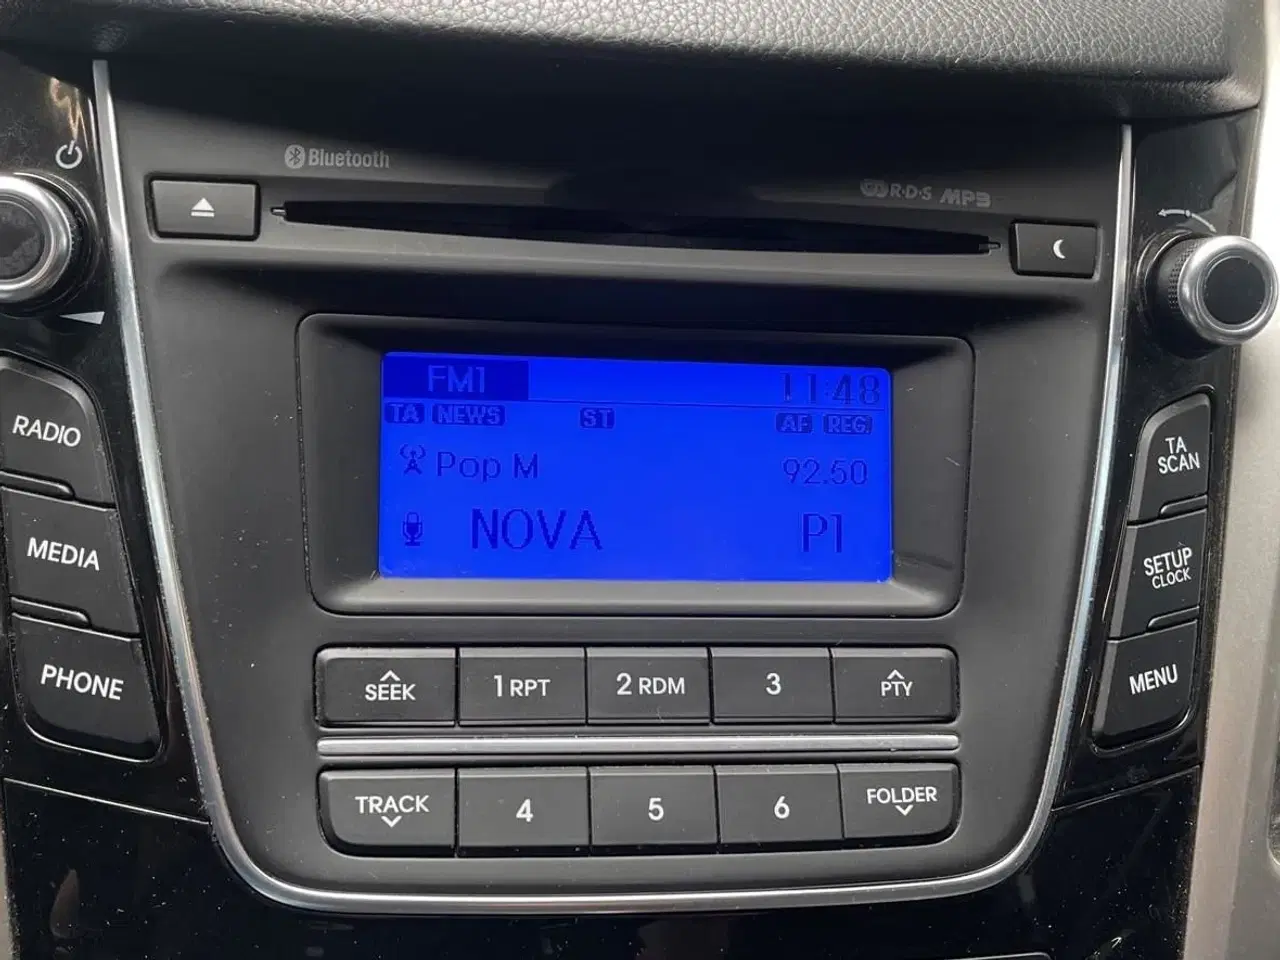 Bluetooth
R·D·S MP3
FM1 11:48
TA NEWS ST AF REG.
Pop M 92.50
NOVA P1
RADIO
MEDIA
PHONE
TA SCAN
SETUP CLOCK
MENU
SEEK 1 RPT 2 RDM 3 PTY
TRACK 4 5 6 FOLDER